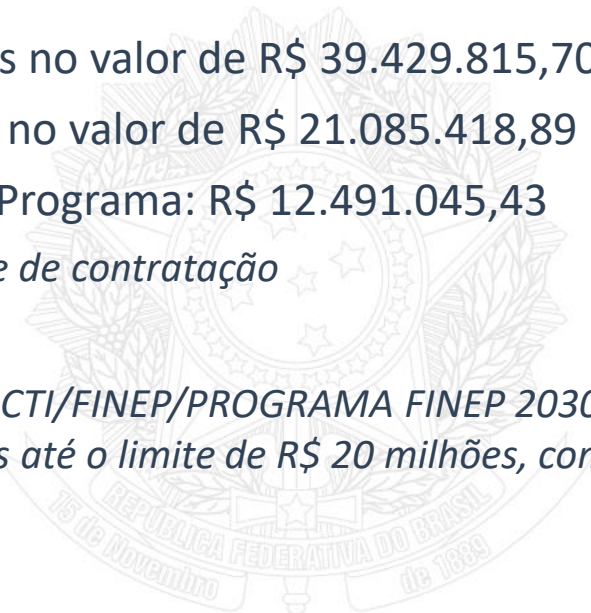 s no valor de R$ 39.429.815,70
no valor de R$ 21.085.418,89
Programa: R$ 12.491.045,43
e de contratação
CTI/FINEP/PROGRAMA FINEP 2030
s até o limite de R$ 20 milhões, con
REPÚBLICA FEDERATIVA DO BRASIL
15 de Novembro de 1889